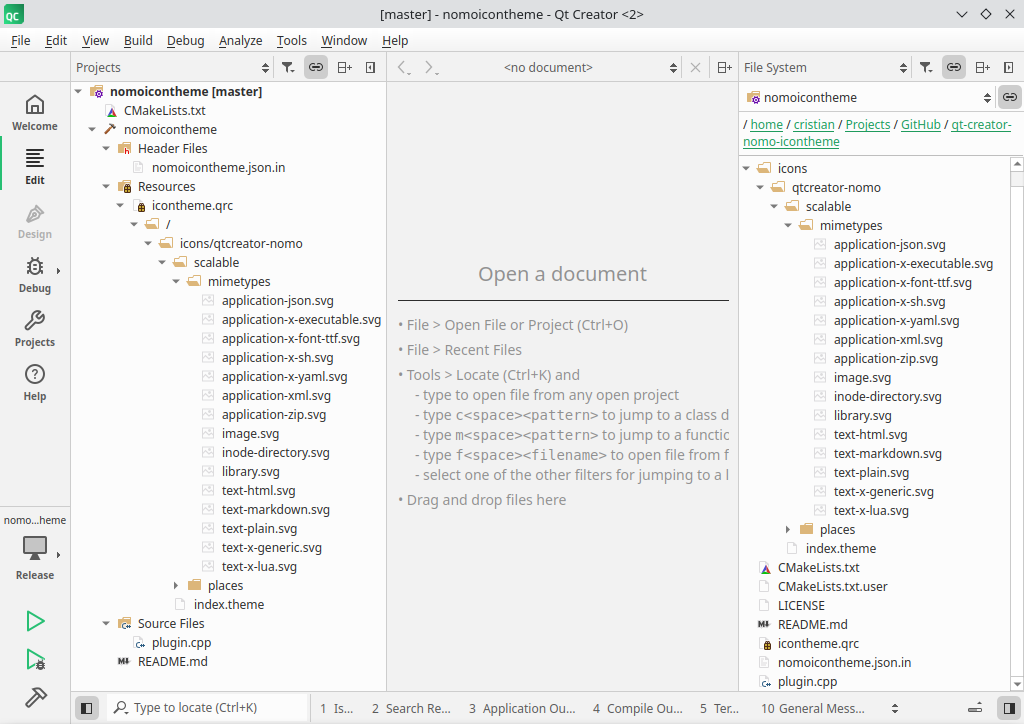 [master] - nomoicontheme - Qt Creator <2>
File Edit View Build Debug Analyze Tools Window Help
Projects
<no document>
File System
Welcome
Edit
Design
Debug
Projects
Help
nomo...heme
Release
nomoicontheme [master]
CMakeLists.txt
nomoicontheme
Header Files
nomoicontheme.json.in
Resources
icontheme.qrc
/
icons/qtcreator-nomo
scalable
mimetypes
application-json.svg
application-x-executable.svg
application-x-font-ttf.svg
application-x-sh.svg
application-x-yaml.svg
application-xml.svg
application-zip.svg
image.svg
inode-directory.svg
library.svg
text-html.svg
text-markdown.svg
text-plain.svg
text-x-generic.svg
text-x-lua.svg
places
index.theme
Source Files
plugin.cpp
README.md
Open a document
• File > Open File or Project (Ctrl+O)
• File > Recent Files
• Tools > Locate (Ctrl+K) and
- type to open file from any open project
- type c<space><pattern> to jump to a class d
- type m<space><pattern> to jump to a functic
- type f<space><filename> to open file from f
- select one of the other filters for jumping to a l
• Drag and drop files here
nomoicontheme
/ home / cristian / Projects / GitHub / qt-creator-
nomo-icontheme
icons
qtcreator-nomo
scalable
mimetypes
application-json.svg
application-x-executable.svg
application-x-font-ttf.svg
application-x-sh.svg
application-x-yaml.svg
application-xml.svg
application-zip.svg
image.svg
inode-directory.svg
library.svg
text-html.svg
text-markdown.svg
text-plain.svg
text-x-generic.svg
text-x-lua.svg
places
index.theme
CMakeLists.txt
CMakeLists.txt.user
LICENSE
README.md
icontheme.qrc
nomoicontheme.json.in
plugin.cpp
Type to locate (Ctrl+K)
1 Is... 2 Search Re... 3 Application Ou... 4 Compile Ou... 5 Ter... 10 General Mess...